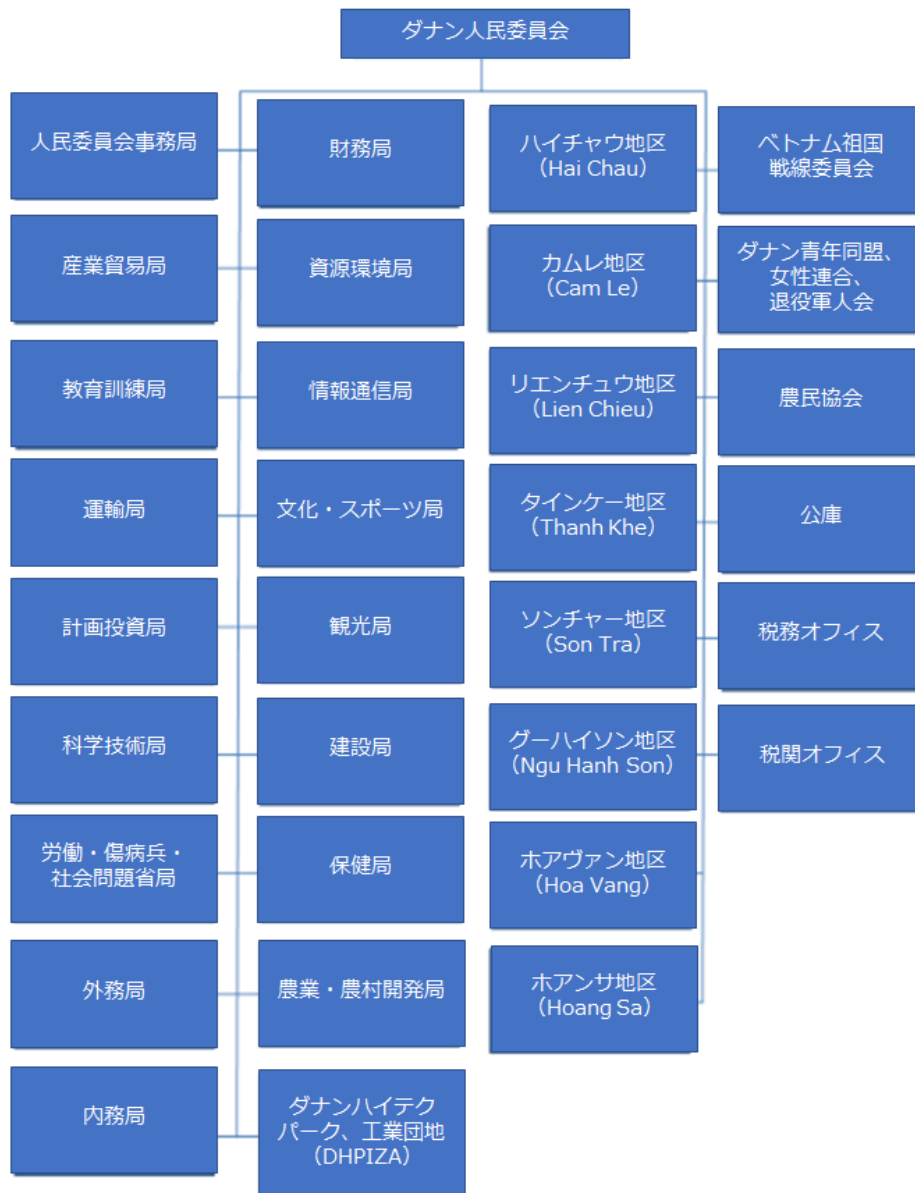 ダナン人民委員会
人民委員会事務局
財務局
ハイチャウ地区
（Hai Chau）
ベトナム祖国
戦線委員会
産業貿易局
資源環境局
カムレ地区
（Cam Le）
ダナン青年同盟、
女性連合、
退役軍人会
教育訓練局
情報通信局
リエンチュウ地区
（Lien Chieu）
農民協会
運輸局
文化・スポーツ局
タインケー地区
（Thanh Khe）
公庫
計画投資局
観光局
ソンチャー地区
（Son Tra）
税務オフィス
科学技術局
建設局
グーハイソン地区
（Ngu Hanh Son）
税関オフィス
労働・傷病兵・
社会問題省局
保健局
ホアヴァン地区
（Hoa Vang）
外務局
農業・農村開発局
ホアンサ地区
（Hoang Sa）
内務局
ダナンハイテク
パーク、工業団地
（DHPIZA）